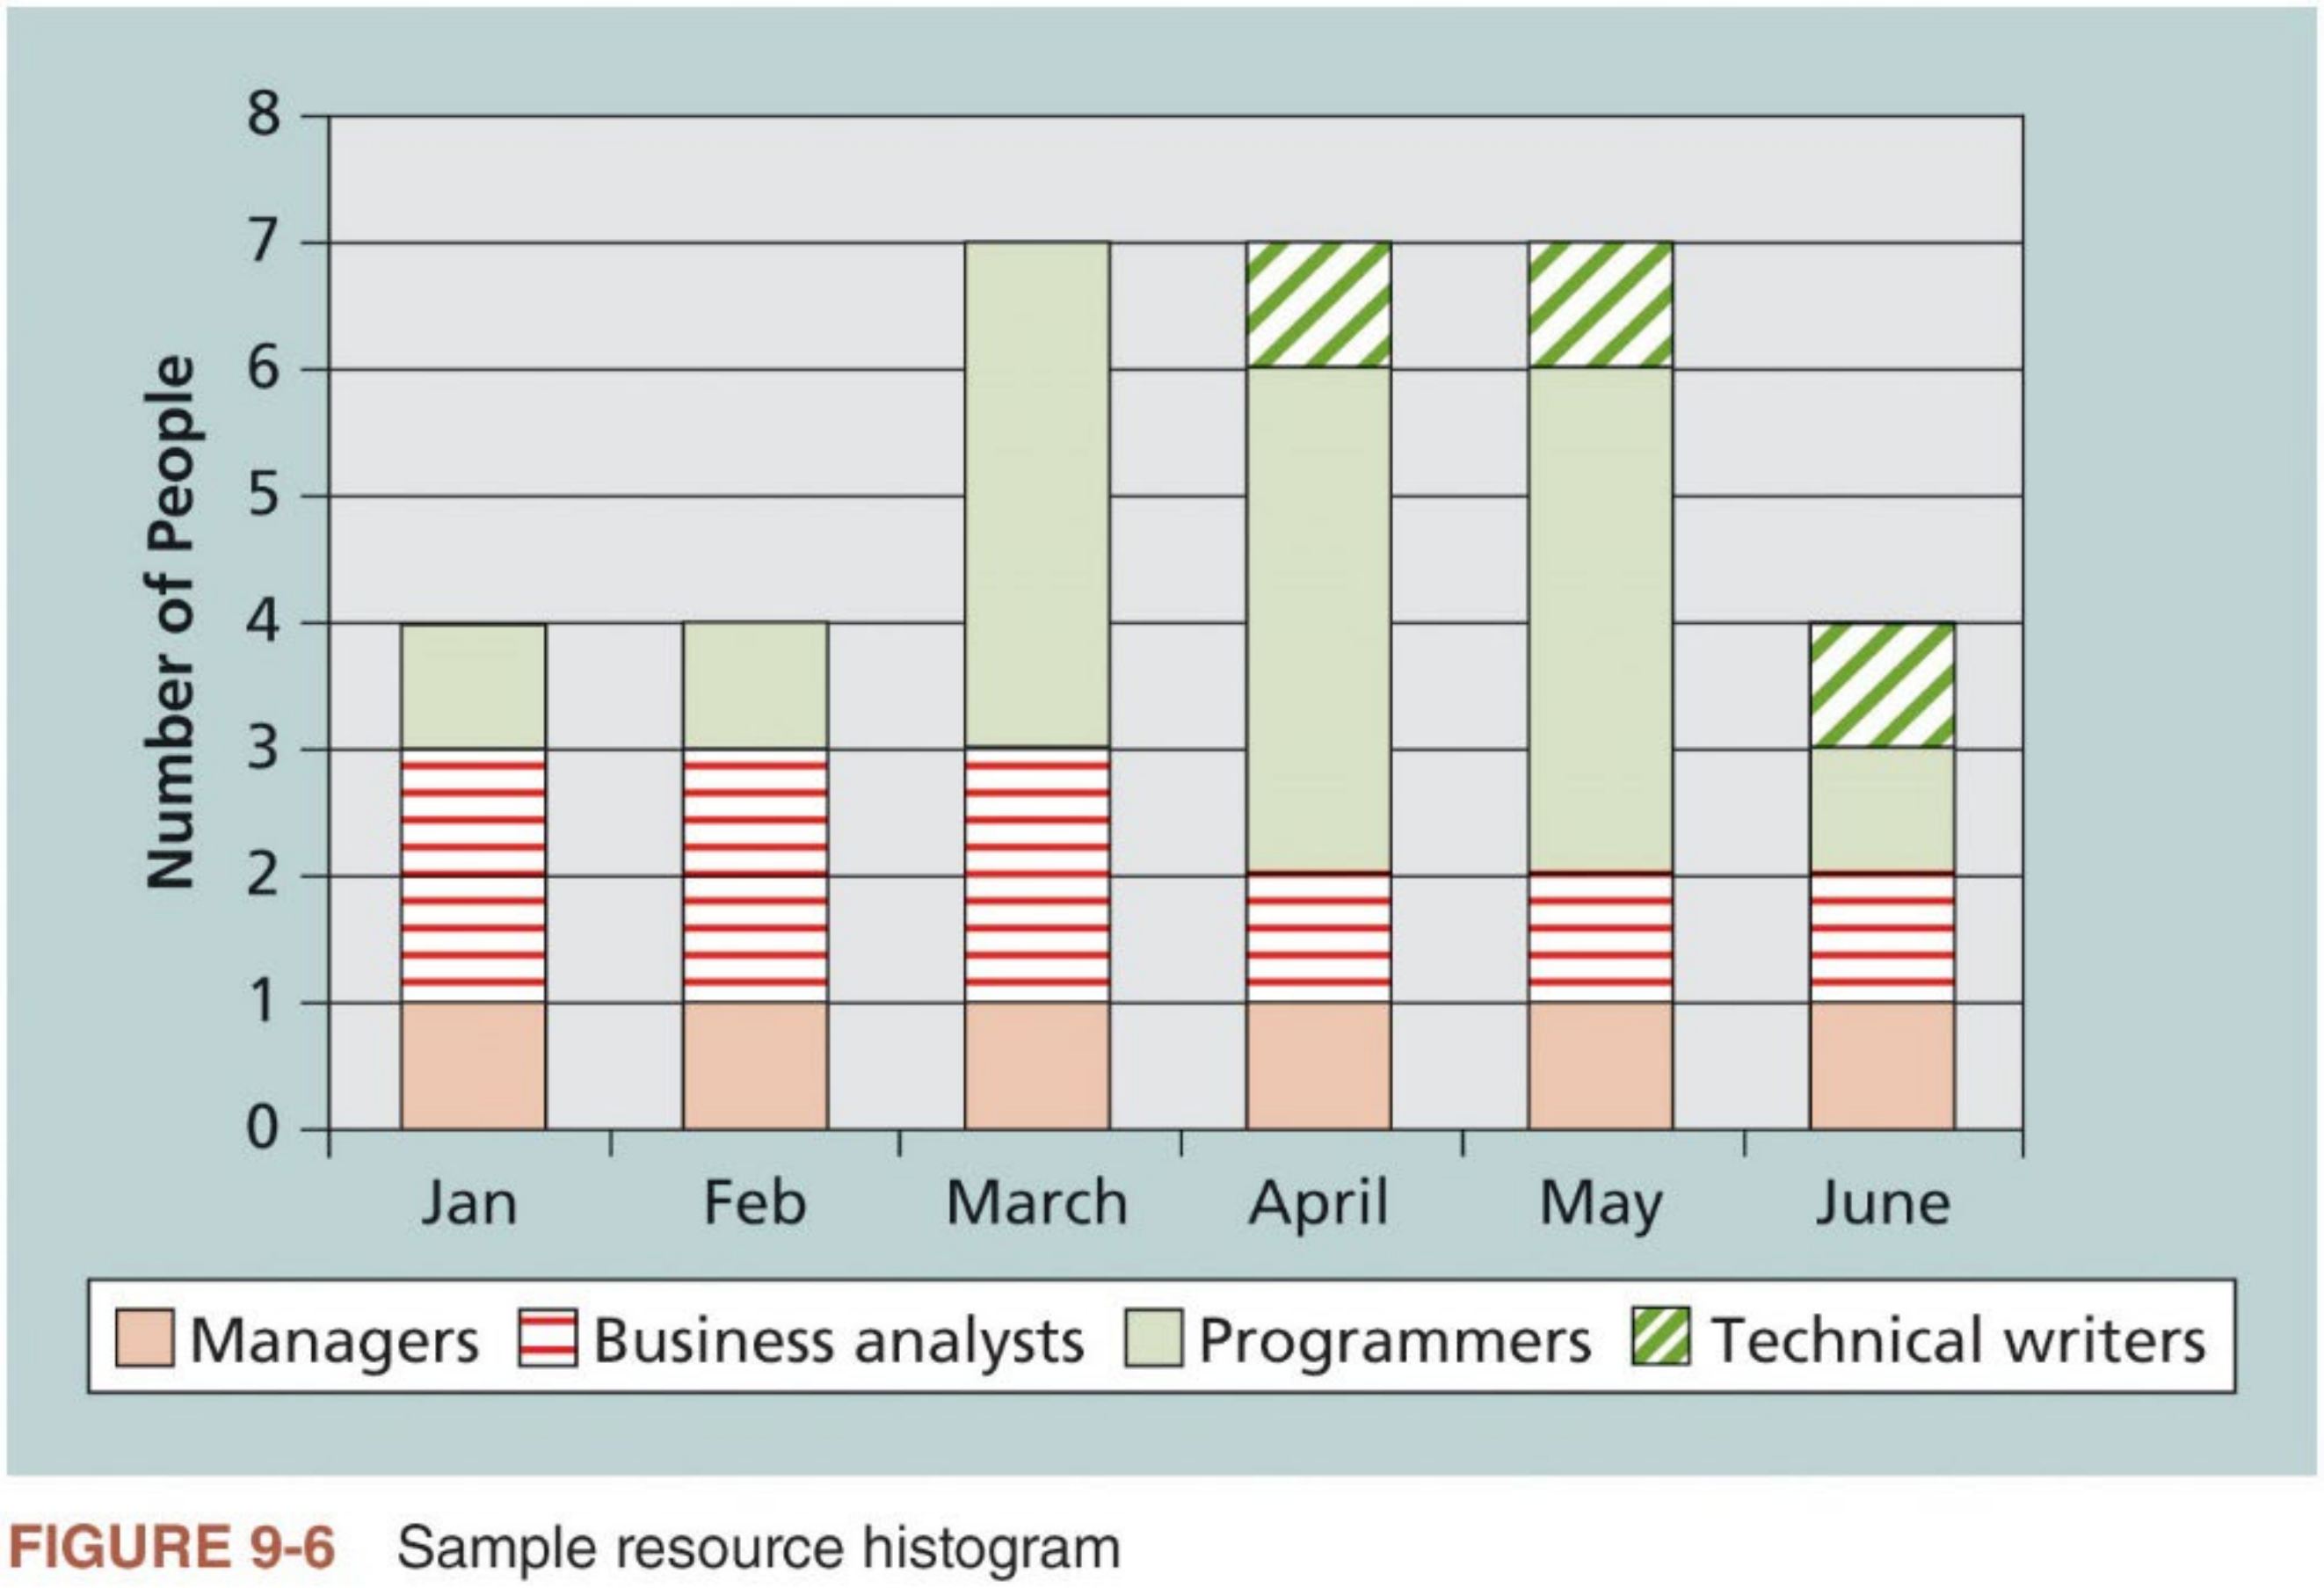 8
7
6
5
4
3
2
1
0
Number of People
Jan Feb March April May June
Managers Business analysts Programmers Technical writers
FIGURE 9-6 Sample resource histogram